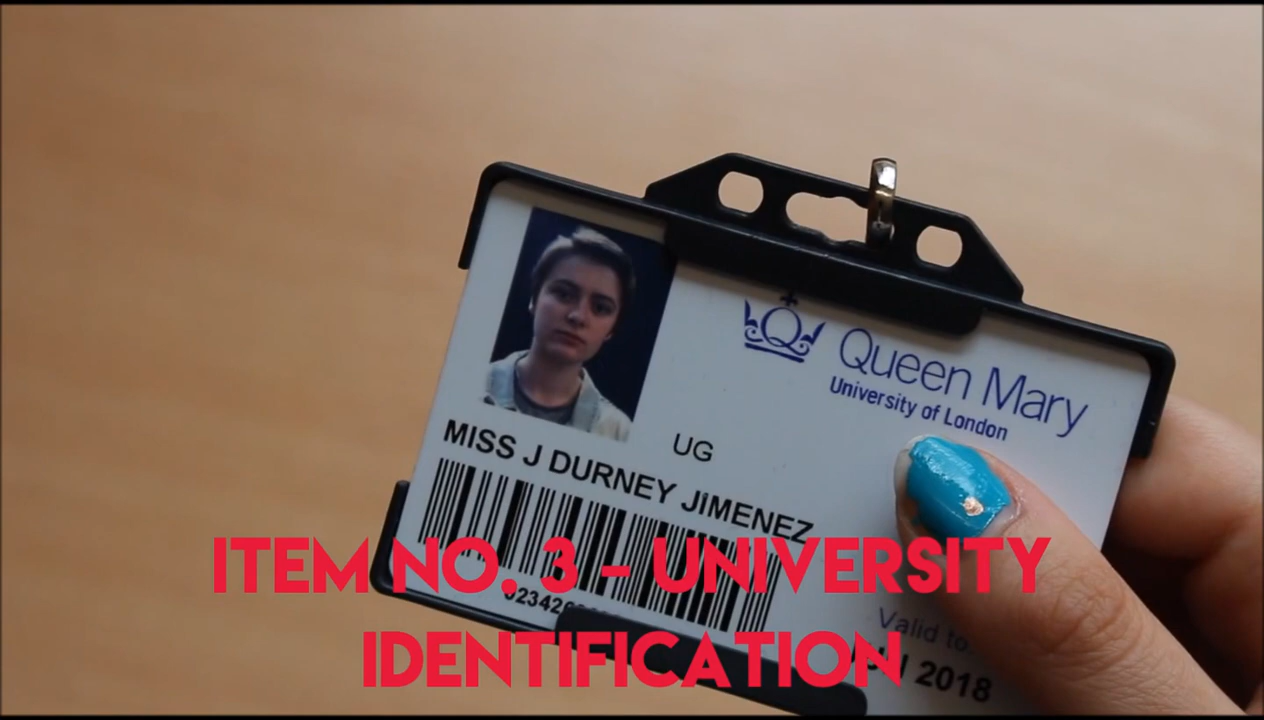 Queen Mary
University of London
UG
MISS J DURNEY JIMENEZ
Valid to:
2018
ITEM NO. 3 - UNIVERSITY
IDENTIFICATION